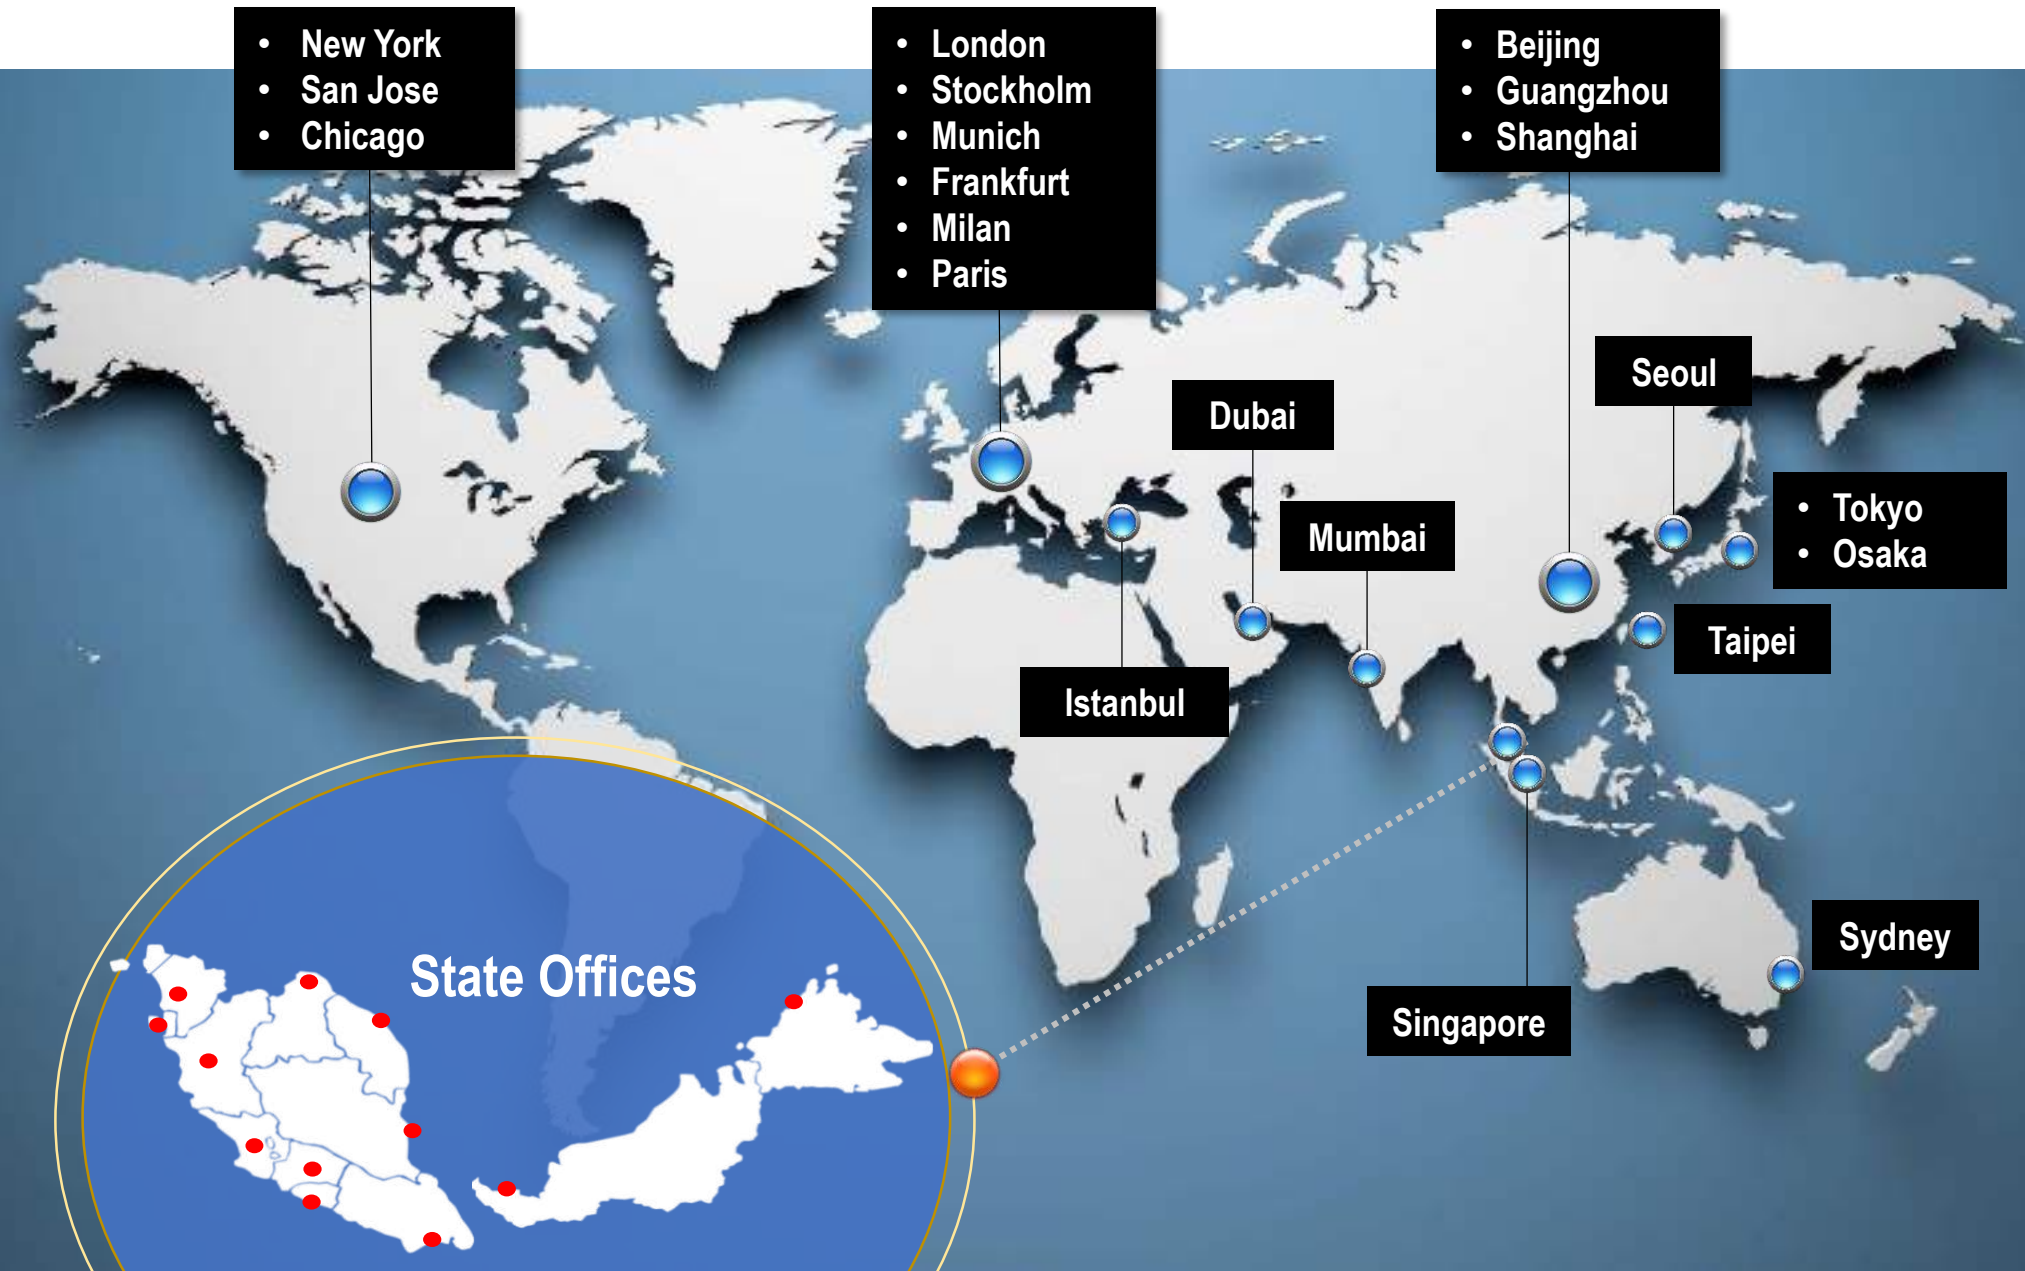 • New York
• San Jose
• Chicago
• London
• Stockholm
• Munich
• Frankfurt
• Milan
• Paris
• Beijing
• Guangzhou
• Shanghai
Seoul
Dubai
• Tokyo
• Osaka
Mumbai
Taipei
Istanbul
Sydney
State Offices
Singapore